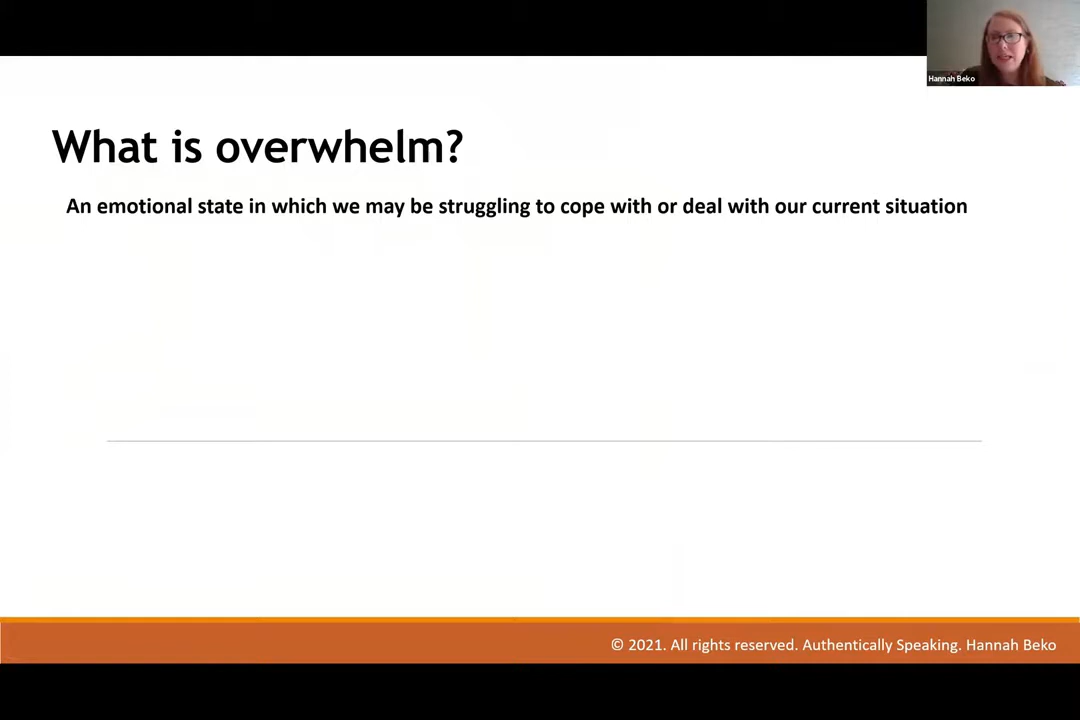 Hannah Beko
What is overwhelm?
An emotional state in which we may be struggling to cope with or deal with our current situation
© 2021. All rights reserved. Authentically Speaking. Hannah Beko